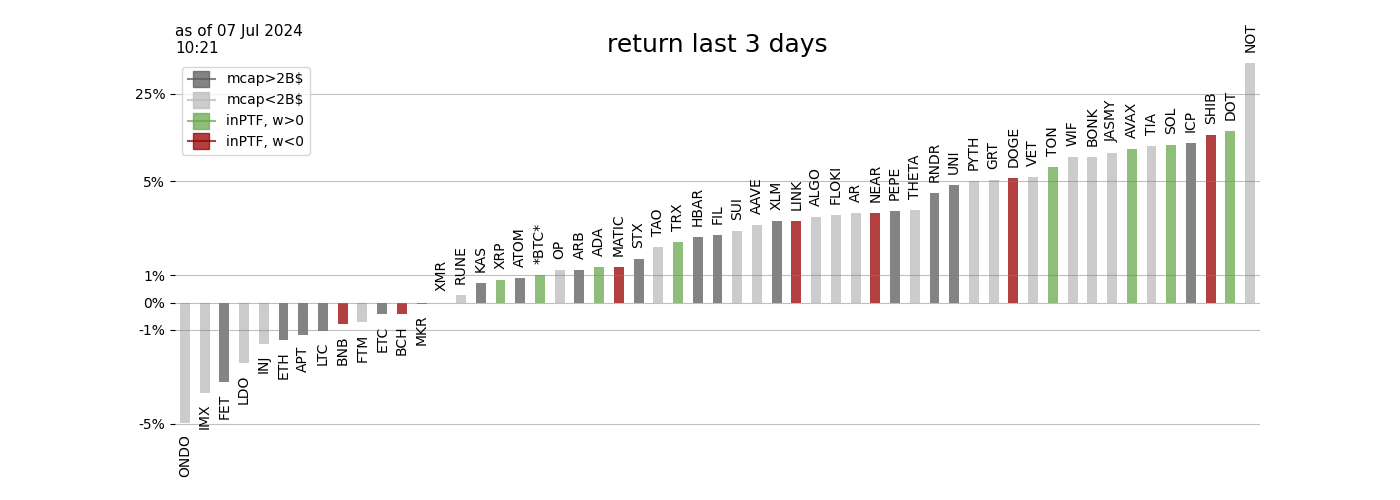 as of 07 Jul 2024
10:21
return last 3 days
mcap>2B$
mcap<2B$
inPTF, w>0
inPTF, w<0
25%
5%
1%
0%
-1%
-5%
ONDO
IMX
FET
LDO
INJ
ETH
APT
LTC
BNB
FTM
ETC
BCH
MKR
XMR
RUNE
KAS
XRP
ATOM
*BTC*
OP
ARB
ADA
MATIC
STX
TAO
TRX
HBAR
FIL
SUI
AAVE
XLM
LINK
ALGO
FLOKI
AR
NEAR
PEPE
THETA
RNDR
UNI
PYTH
GRT
DOGE
VET
TON
WIF
BONK
JASMY
AVAX
TIA
SOL
ICP
SHIB
DOT
NOT